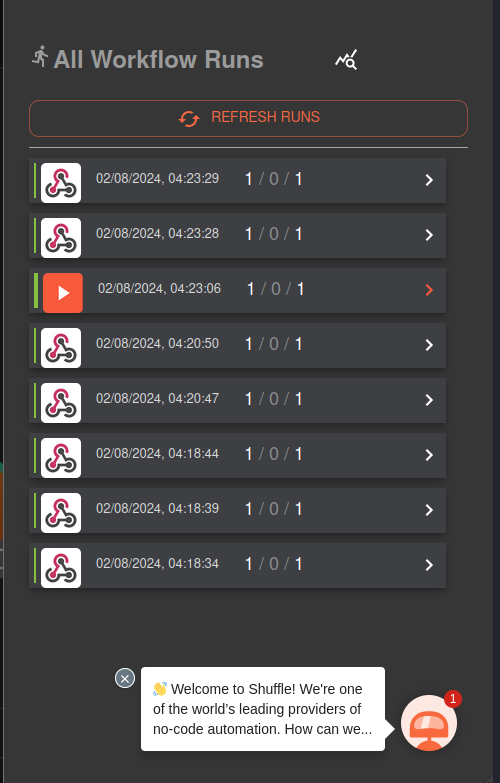 All Workflow Runs
REFRESH RUNS
02/08/2024, 04:23:29 1 / 0 / 1
02/08/2024, 04:23:28 1 / 0 / 1
02/08/2024, 04:23:06 1 / 0 / 1
02/08/2024, 04:20:50 1 / 0 / 1
02/08/2024, 04:20:47 1 / 0 / 1
02/08/2024, 04:18:44 1 / 0 / 1
02/08/2024, 04:18:39 1 / 0 / 1
02/08/2024, 04:18:34 1 / 0 / 1
👋 Welcome to Shuffle! We're one
of the world's leading providers of
no-code automation. How can we...
1